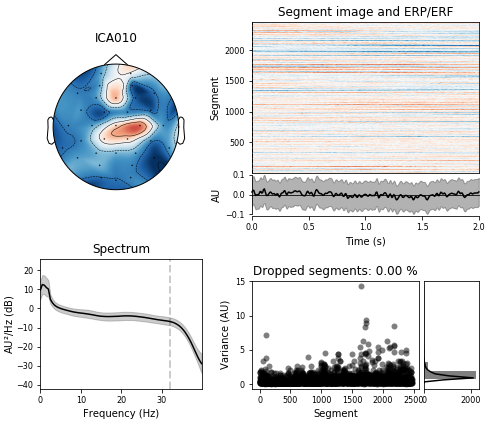 ICA010
Segment image and ERP/ERF
Segment
2000
1500
1000
500
AU
0.1
0.0
−0.1
0.0 0.5 1.0 1.5 2.0
Time (s)
Spectrum
AU²/Hz (dB)
20
10
0
−10
−20
−30
−40
0 10 20 30
Frequency (Hz)
Dropped segments: 0.00 %
Variance (AU)
15
10
5
0
0 500 1000 1500 2000 2500
Segment
0 2000